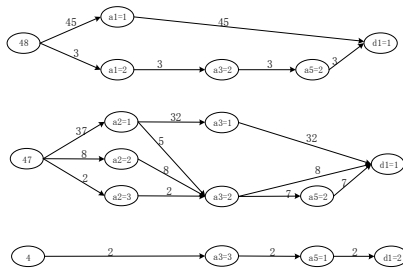 45 a1=1 45
48 d1=1
3 a1=2 3 a3=2 3 a5=2 3
37 a2=1 32 a3=1 32
5
47 8 a2=2 8 8 d1=1
2 a2=3 2 a3=2 7 a5=2 7
4 2 a3=3 2 a5=1 2 d1=2